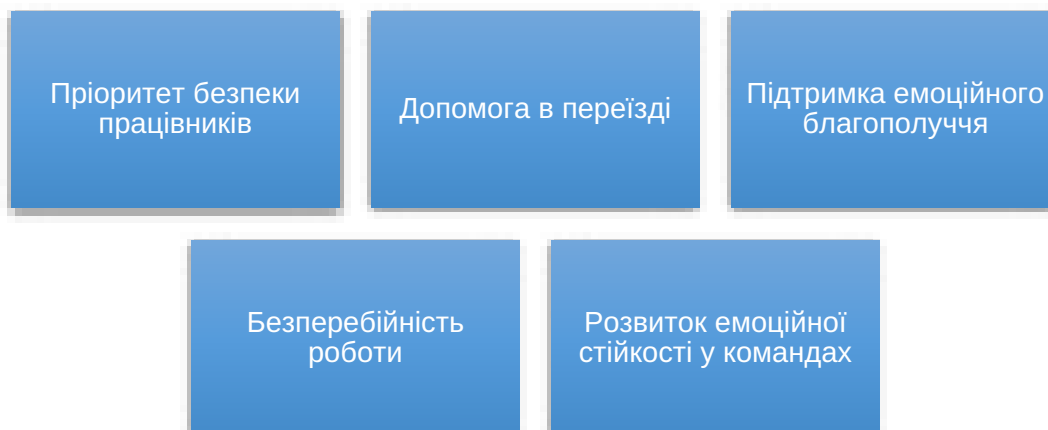 Пріоритет безпеки
працівників
Допомога в переїзді
Підтримка емоційного
благополуччя
Безперебійність
роботи
Розвиток емоційної
стійкості у командах